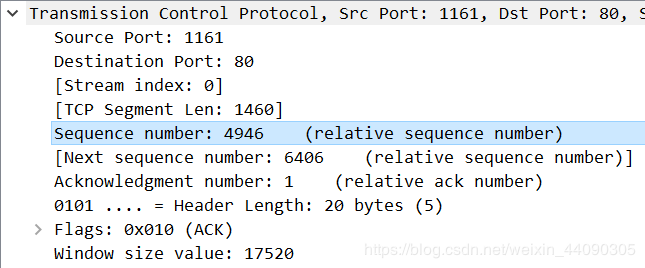 Transmission Control Protocol, Src Port: 1161, Dst Port: 80, S
Source Port: 1161
Destination Port: 80
[Stream index: 0]
[TCP Segment Len: 1460]
Sequence number: 4946    (relative sequence number)
[Next sequence number: 6406    (relative sequence number)]
Acknowledgment number: 1    (relative ack number)
0101 .... = Header Length: 20 bytes (5)
Flags: 0x010 (ACK)
Window size value: 17520
https://blog.csdn.net/weixin_44090305